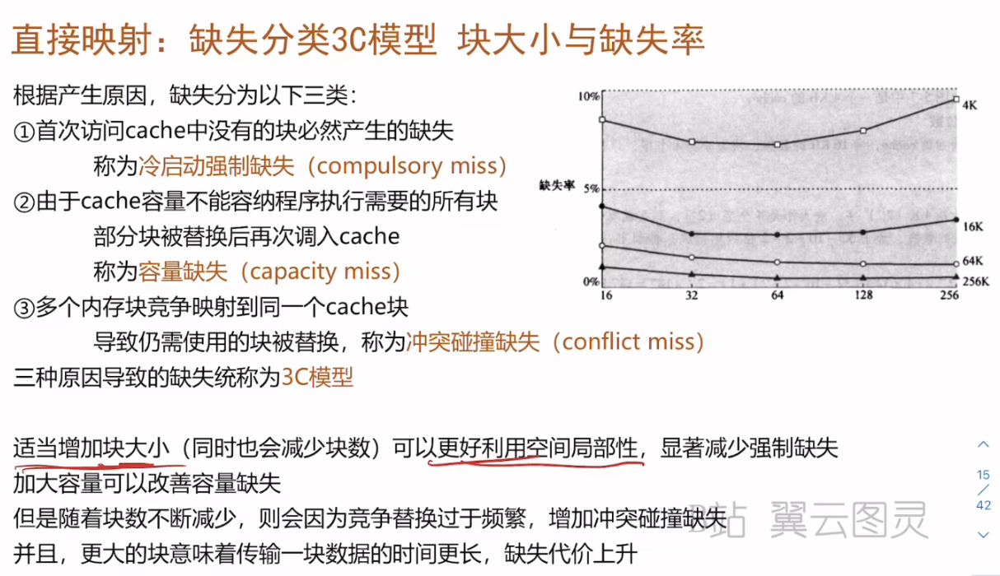 直接映射：缺失分类3C模型 块大小与缺失率
根据产生原因，缺失分为以下三类：
①首次访问cache中没有的块必然产生的缺失
称为冷启动强制缺失（compulsory miss）
②由于cache容量不能容纳程序执行需要的所有块
部分块被替换后再次调入cache
称为容量缺失（capacity miss）
③多个内存块竞争映射到同一个cache块
导致仍需使用的块被替换，称为冲突碰撞缺失（conflict miss）
三种原因导致的缺失统称为3C模型
10%
4K
缺失率
5%
16K
64K
0%
256K
16 32 64 128 256
适当增加块大小（同时也会减少块数）可以更好利用空间局部性，显著减少强制缺失
加大容量可以改善容量缺失
但是随着块数不断减少，则会因为竞争替换过于频繁，增加冲突碰撞缺失
并且，更大的块意味着传输一块数据的时间更长，缺失代价上升
15
/
42
B站 翼云图灵